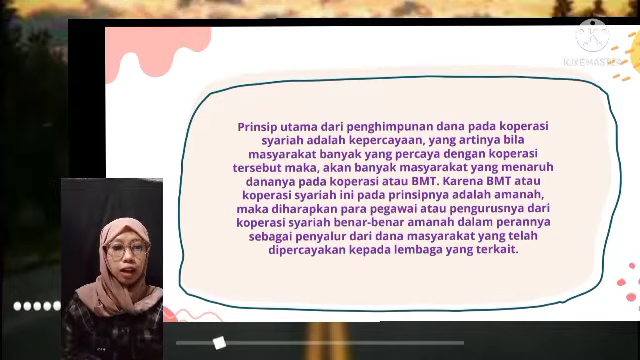 KINEMASTER
Prinsip utama dari penghimpunan dana pada koperasi
syariah adalah kepercayaan, yang artinya bila
masyarakat banyak yang percaya dengan koperasi
tersebut maka, akan banyak masyarakat yang menaruh
dananya pada koperasi atau BMT. Karena BMT atau
koperasi syariah ini pada prinsipnya adalah amanah,
maka diharapkan para pegawai atau pengurusnya dari
koperasi syariah benar-benar amanah dalam perannya
sebagai penyalur dari dana masyarakat yang telah
dipercayakan kepada lembaga yang terkait.